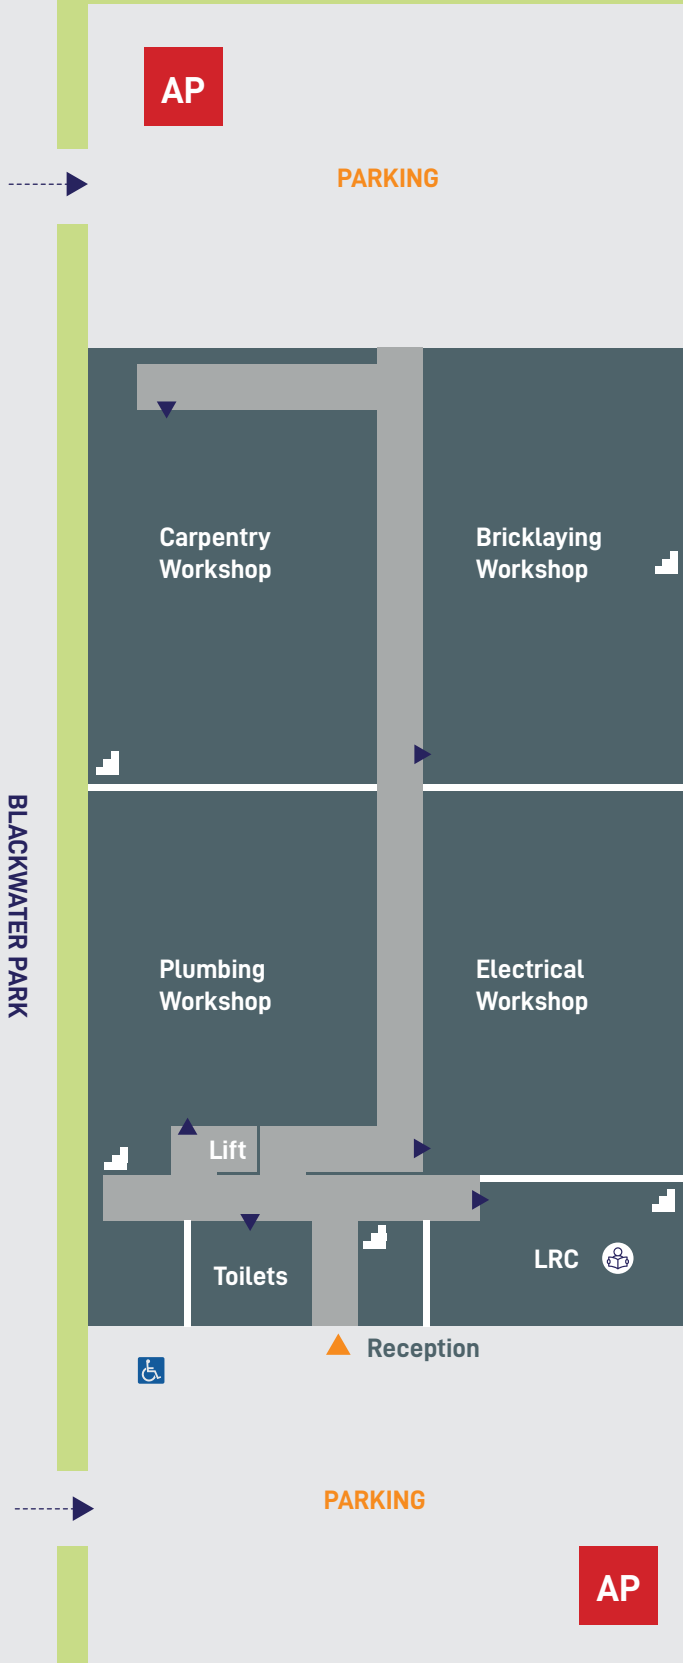 AP
PARKING
Carpentry
Workshop
Bricklaying
Workshop
BLACKWATER PARK
Plumbing
Workshop
Electrical
Workshop
Lift
Toilets
LRC
Reception
PARKING
AP